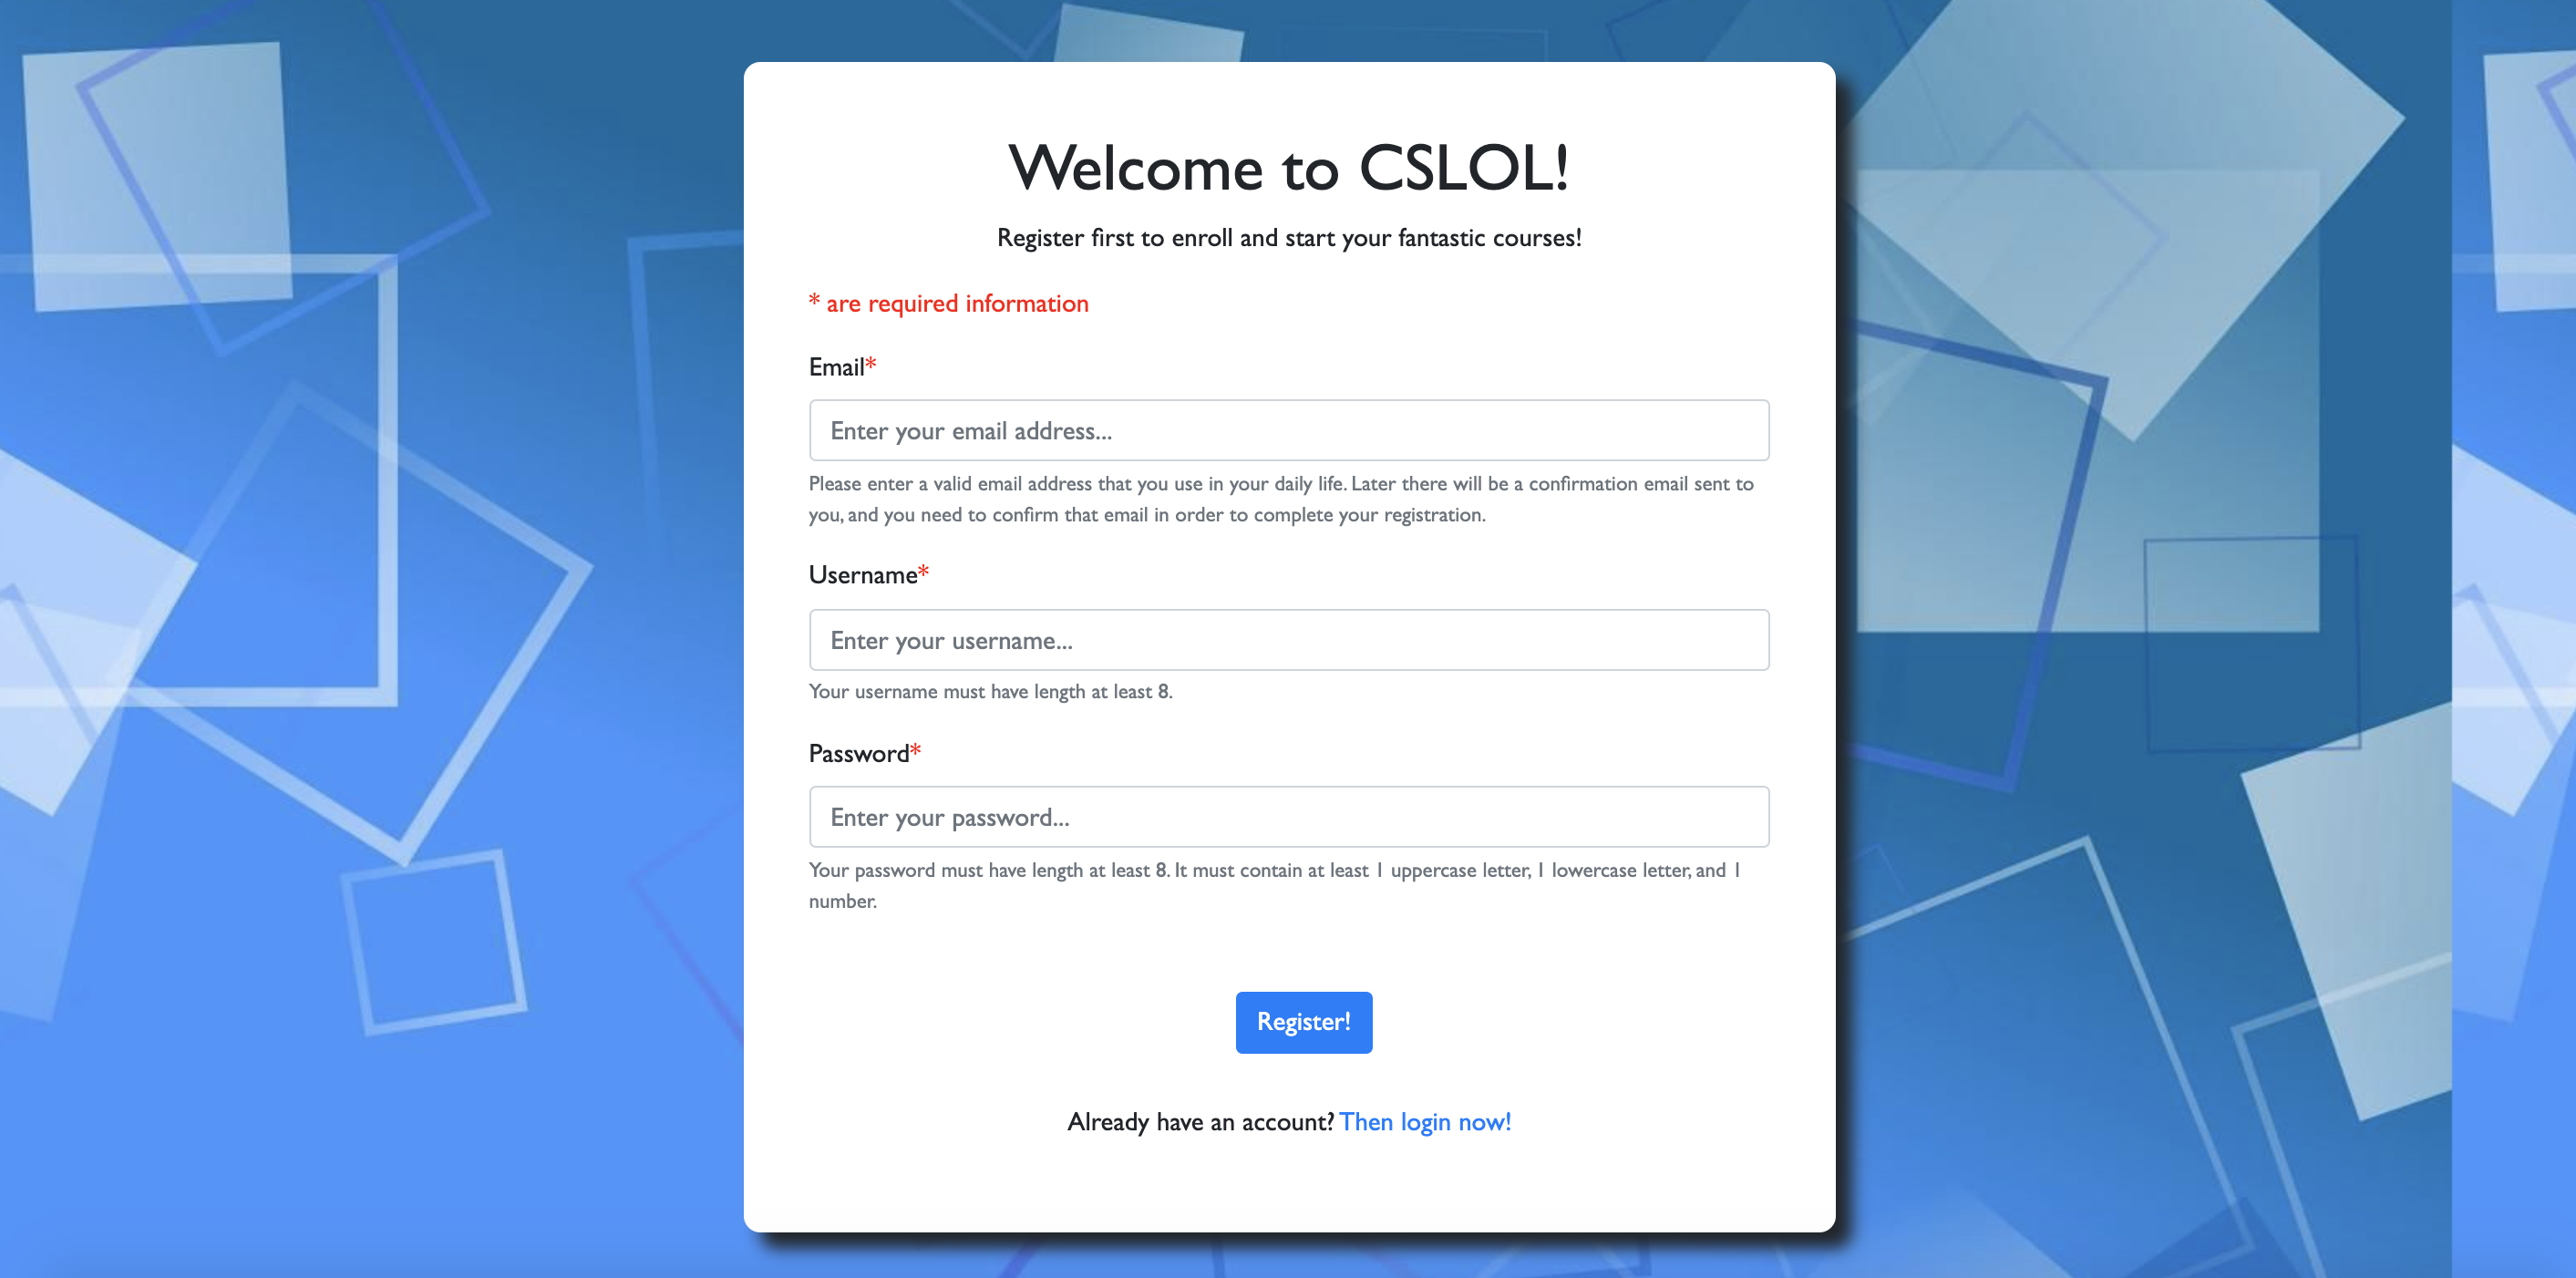 Welcome to CSLOL!
Register first to enroll and start your fantastic courses!
* are required information
Email*
Enter your email address...
Please enter a valid email address that you use in your daily life. Later there will be a confirmation email sent to
you, and you need to confirm that email in order to complete your registration.
Username*
Enter your username...
Your username must have length at least 8.
Password*
Enter your password...
Your password must have length at least 8. It must contain at least 1 uppercase letter, 1 lowercase letter, and 1
number.
Register!
Already have an account? Then login now!